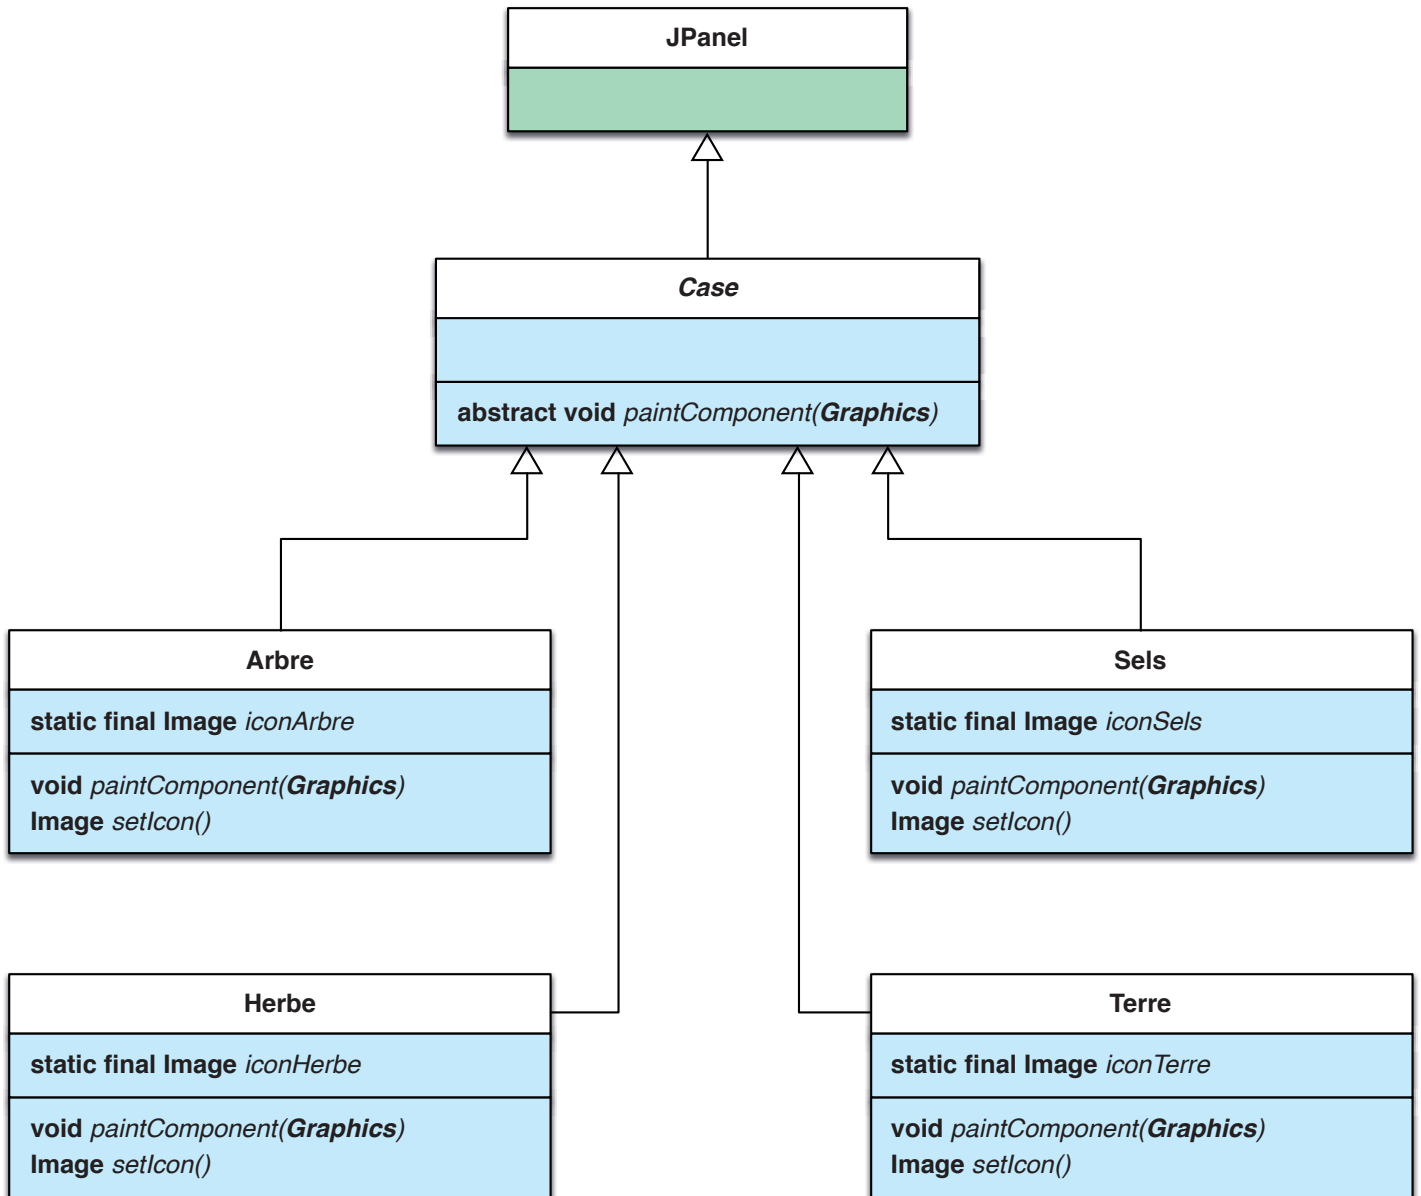 JPanel
Case
abstract void paintComponent(Graphics)
Arbre
static final Image iconArbre
void paintComponent(Graphics)
Image setIcon()
Sels
static final Image iconSels
void paintComponent(Graphics)
Image setIcon()
Herbe
static final Image iconHerbe
void paintComponent(Graphics)
Image setIcon()
Terre
static final Image iconTerre
void paintComponent(Graphics)
Image setIcon()